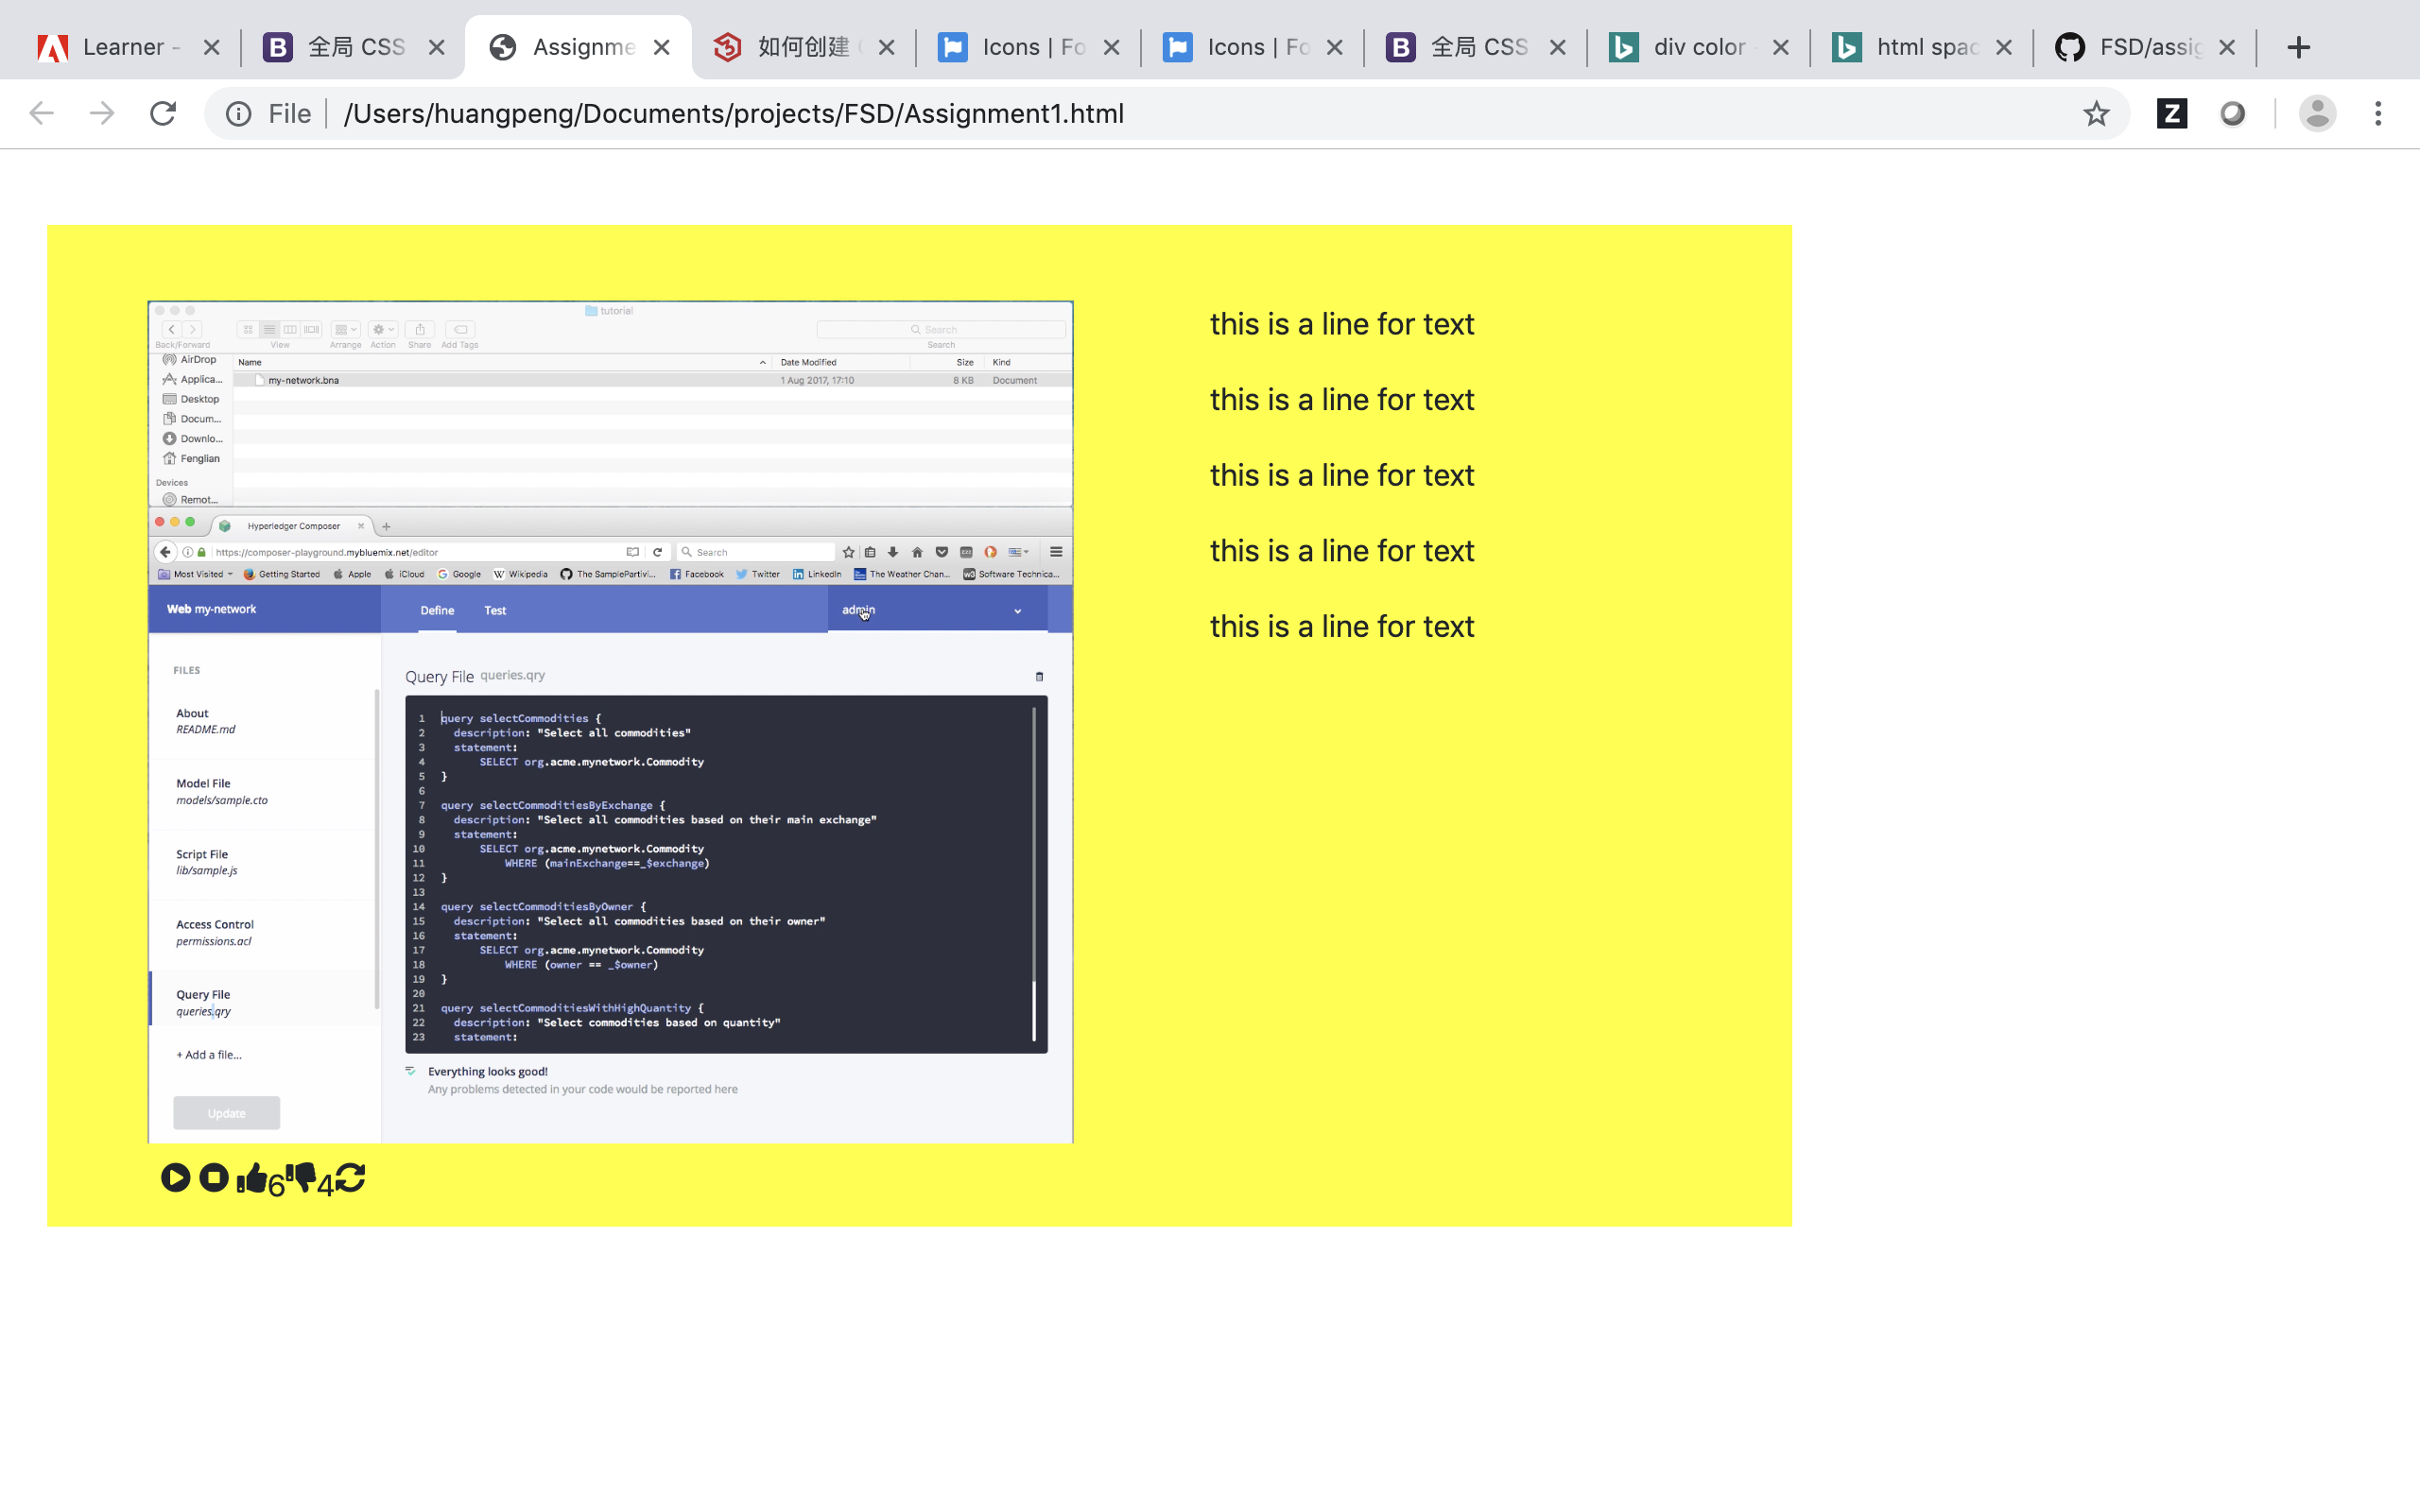 Learner -
全局 CSS
Assignme
如何创建
Icons | Fo
Icons | Fo
全局 CSS
div color
html spac
FSD/assig
File /Users/huangpeng/Documents/projects/FSD/Assignment1.html
tutorial
Search
Back/Forward View Arrange Action Share Add Tags Search
AirDrop
Applica...
Desktop
Docum...
Downlo...
Fenglian
Devices
Remot...
Name Date Modified Size Kind
my-network.bna 1 Aug 2017, 17:10 8 KB Document
Hyperledger Composer
https://composer-playground.mybluemix.net/editor
Search
Most Visited Getting Started Apple iCloud Google Wikipedia The SamplePartivi... Facebook Twitter LinkedIn The Weather Chan... Software Technica...
Web my-network
Define Test
admin
FILES
About
README.md
Model File
models/sample.cto
Script File
lib/sample.js
Access Control
permissions.acl
Query File
queries.qry
+ Add a file...
Update
Query File queries.qry
1 query selectCommodities {
2 description: "Select all commodities"
3 statement:
4 SELECT org.acme.mynetwork.Commodity
5 }
6
7 query selectCommoditiesByExchange {
8 description: "Select all commodities based on their main exchange"
9 statement:
10 SELECT org.acme.mynetwork.Commodity
11 WHERE (mainExchange==_$exchange)
12 }
13
14 query selectCommoditiesByOwner {
15 description: "Select all commodities based on their owner"
16 statement:
17 SELECT org.acme.mynetwork.Commodity
18 WHERE (owner == _$owner)
19 }
20
21 query selectCommoditiesWithHighQuantity {
22 description: "Select commodities based on quantity"
23 statement:
Everything looks good!
Any problems detected in your code would be reported here
6
4
this is a line for text
this is a line for text
this is a line for text
this is a line for text
this is a line for text